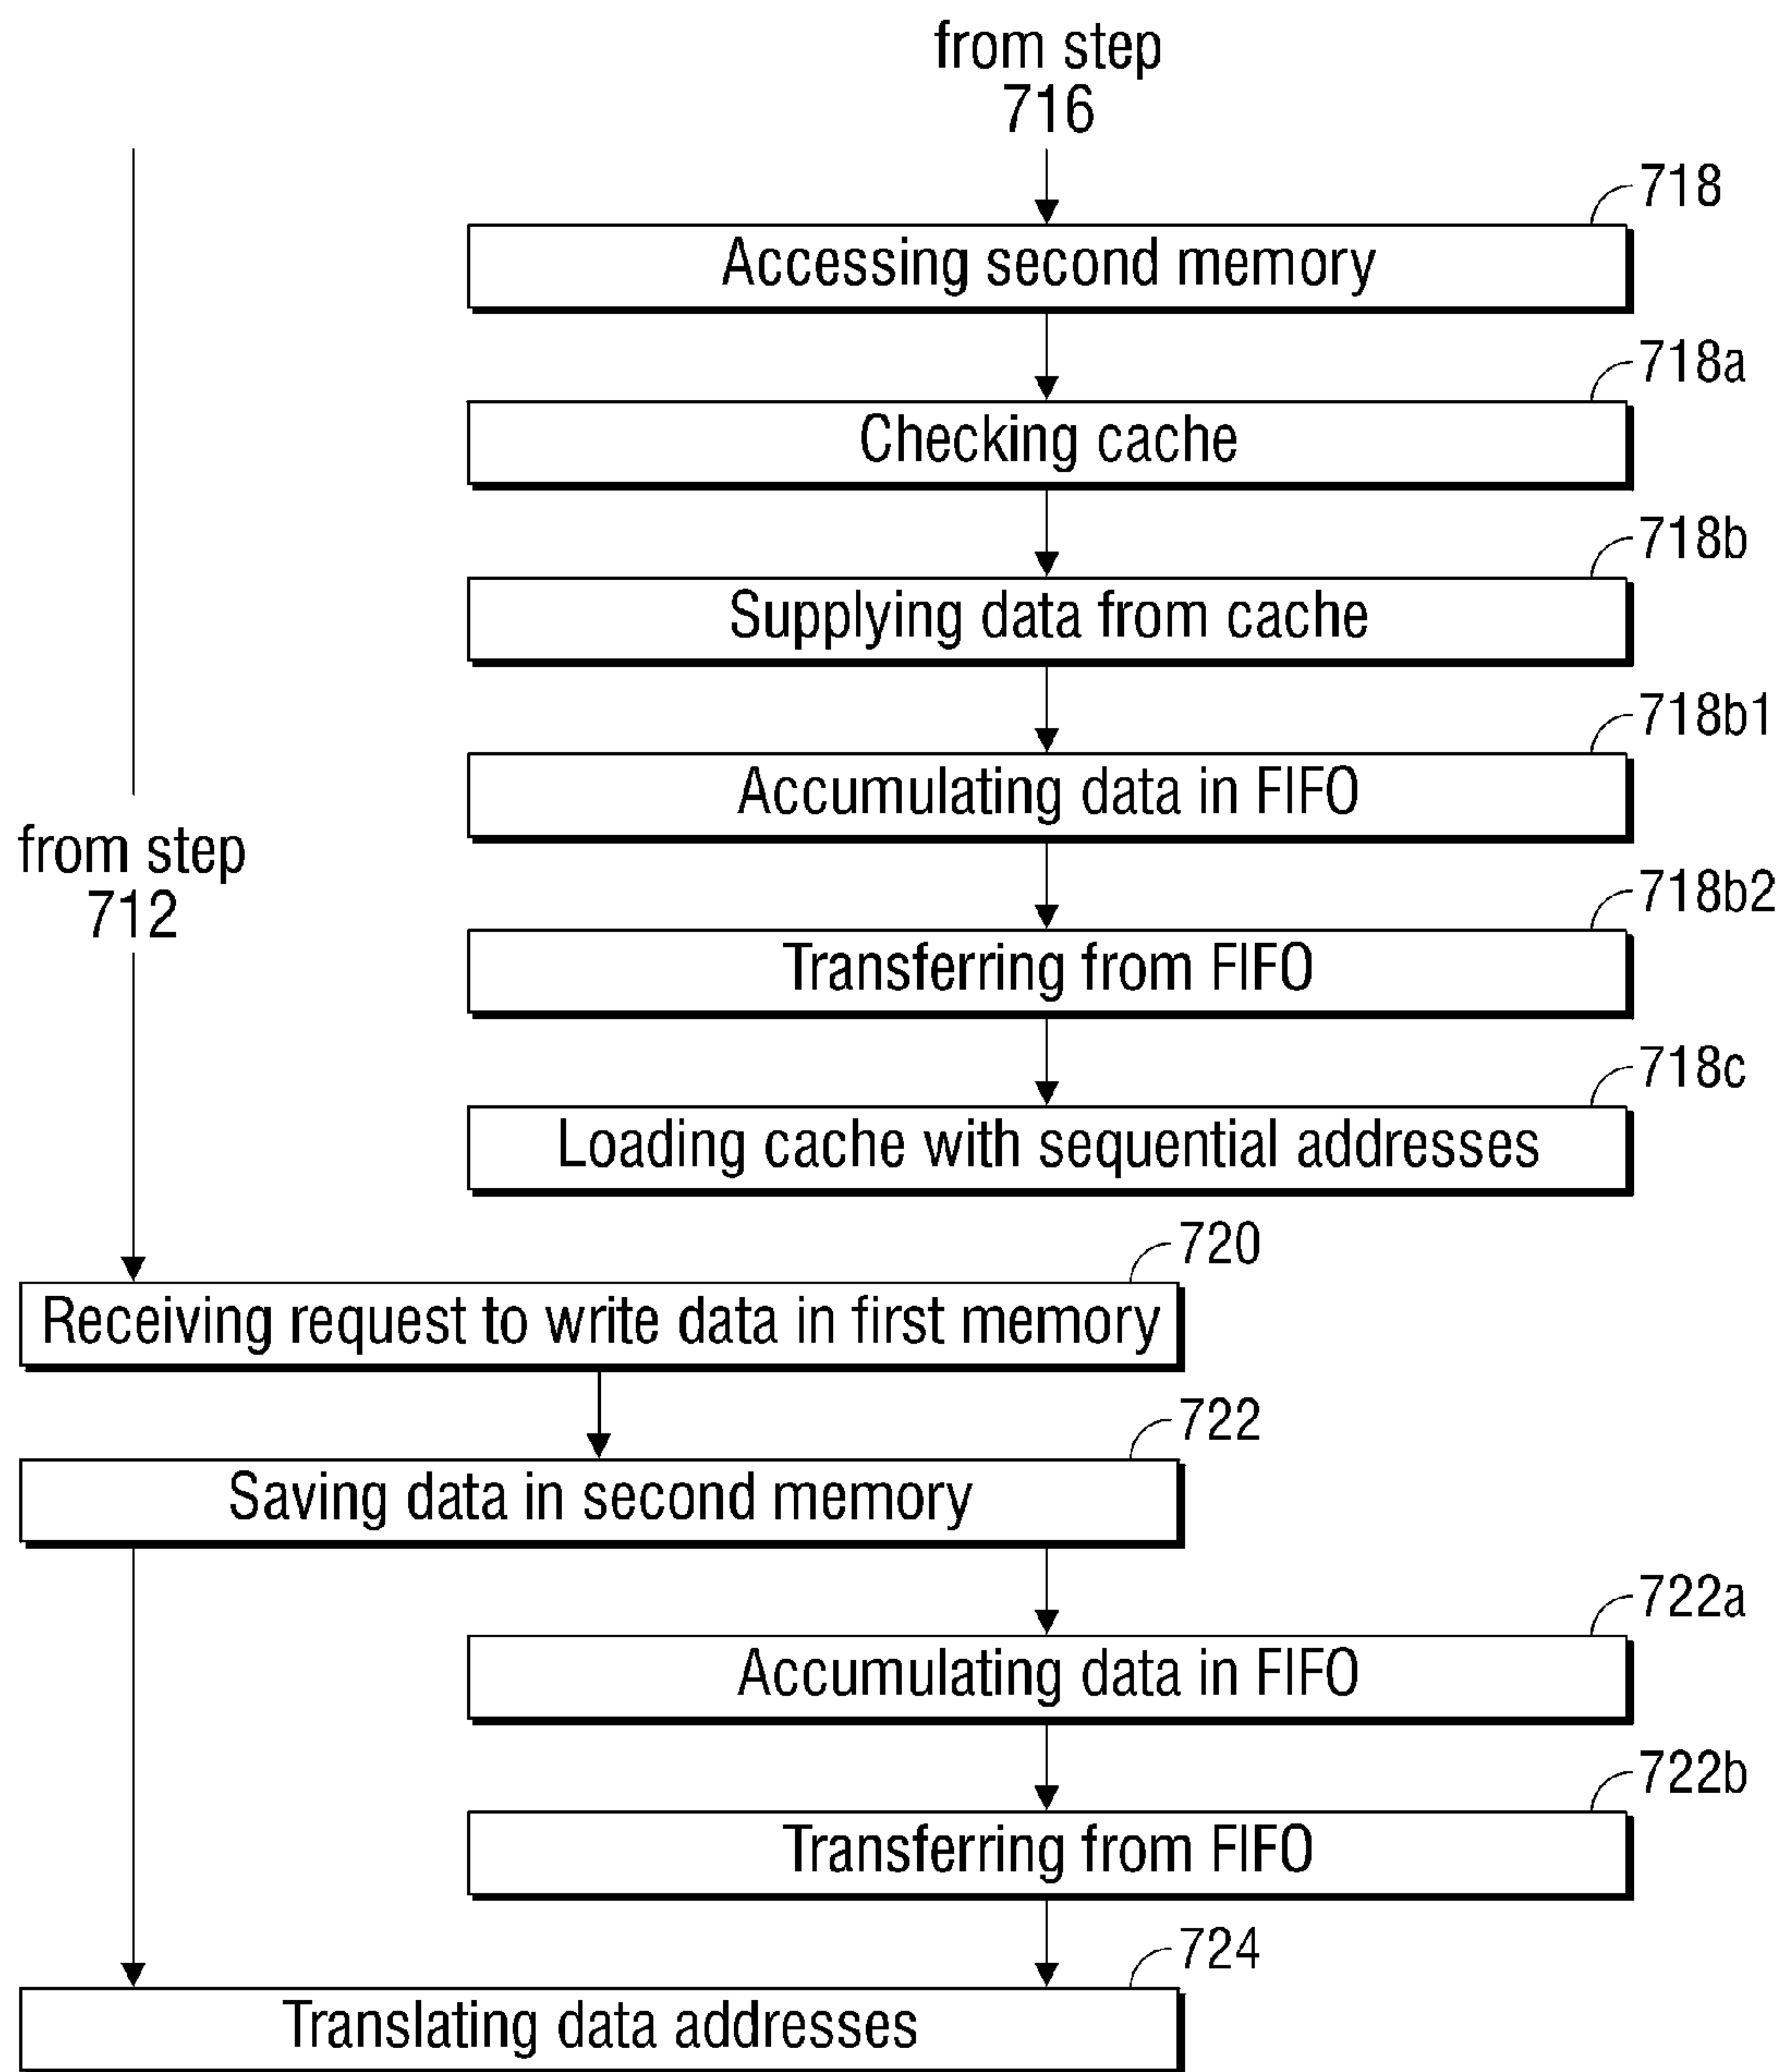 from step
716
718
Accessing second memory
718a
Checking cache
718b
Supplying data from cache
718b1
Accumulating data in FIFO
from step
712
718b2
Transferring from FIFO
718c
Loading cache with sequential addresses
720
Receiving request to write data in first memory
722
Saving data in second memory
722a
Accumulating data in FIFO
722b
Transferring from FIFO
724
Translating data addresses